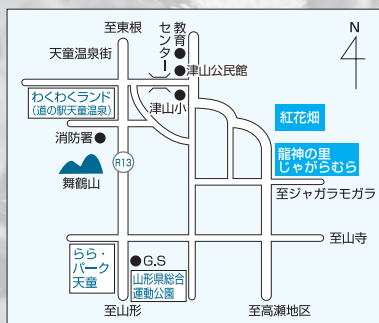 至東根
教育
センター
N
天童温泉街
津山公民館
わくわくランド
(道の駅天童温泉)
津山小
紅花畑
消防署
龍神の里
じゃがらむら
R13
舞鶴山
至ジャガラモガラ
至山寺
らら・
パーク
天童
G.S
山形県総合
運動公園
至山形
至高瀬地区